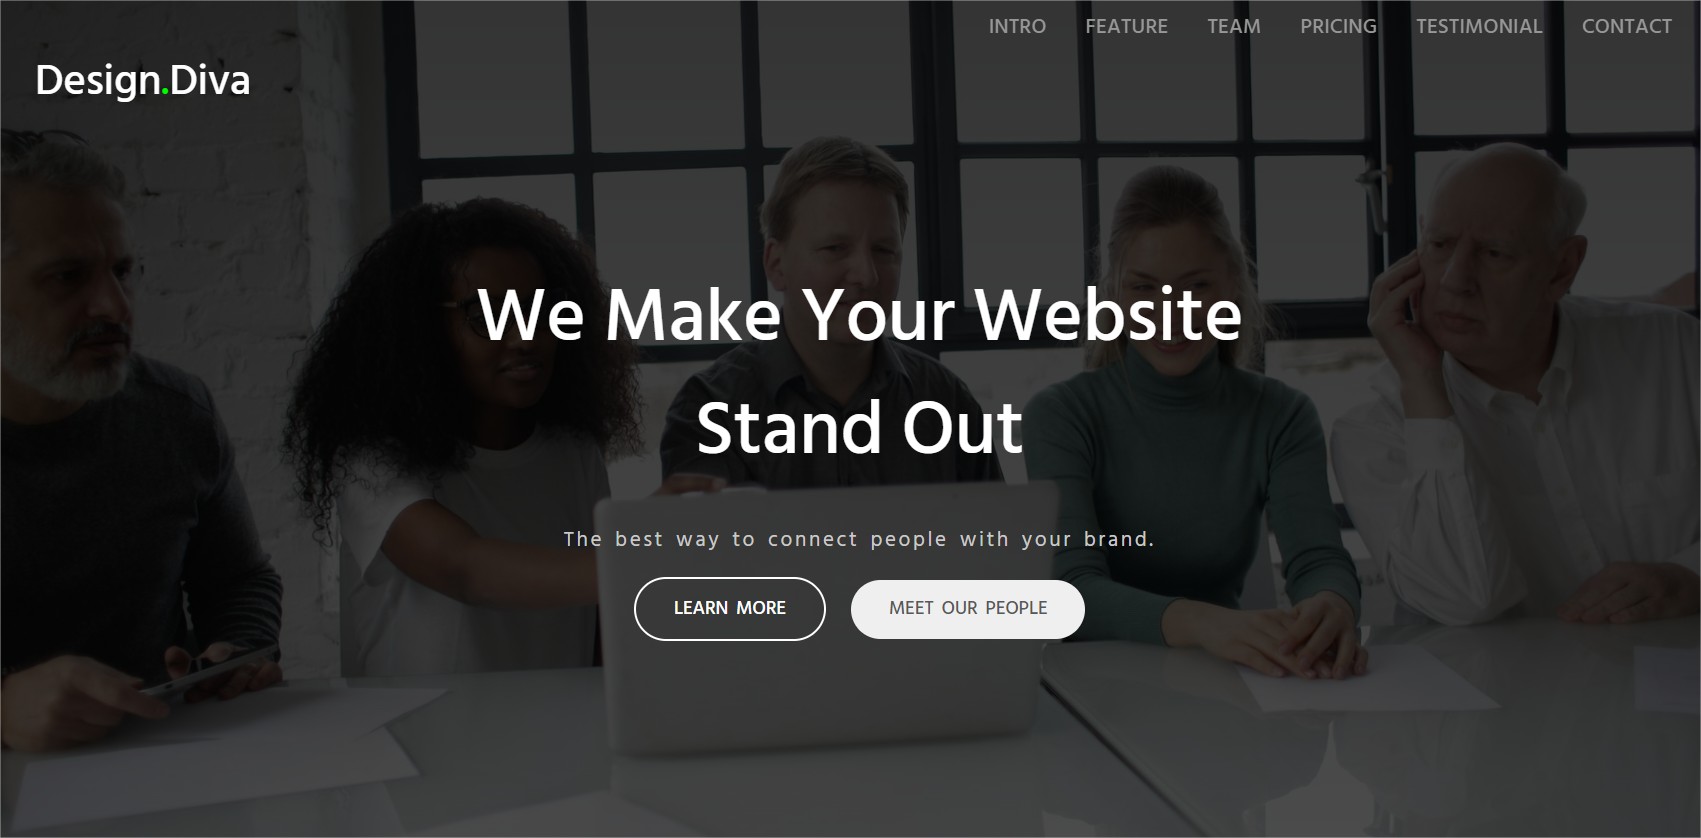 INTRO FEATURE TEAM PRICING TESTIMONIAL CONTACT
Design.Diva
We Make Your Website
Stand Out
The best way to connect people with your brand.
LEARN MORE MEET OUR PEOPLE